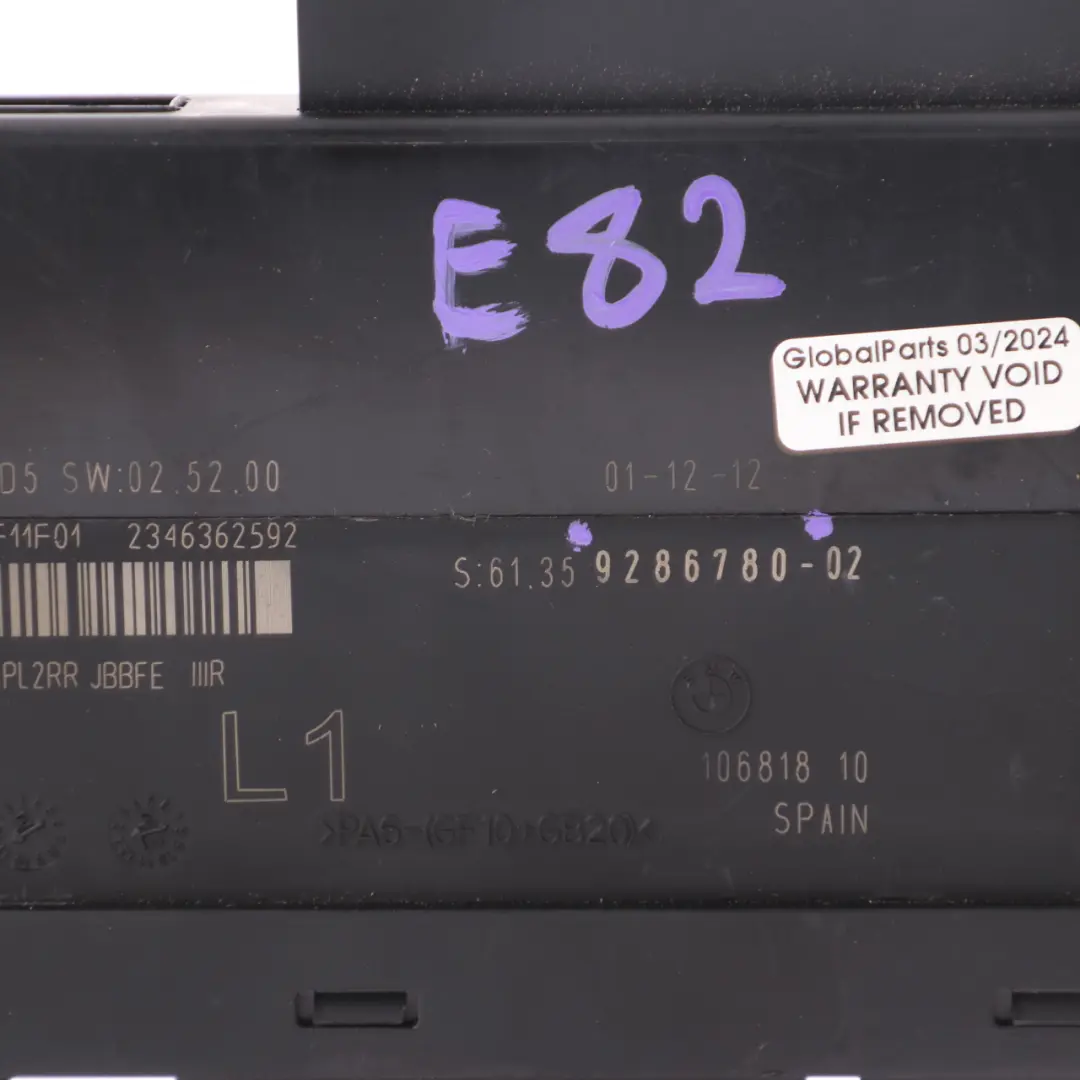 E82
GlobalParts 03/2024
WARRANTY VOID
IF REMOVED
D5 SW:02.52.00
01-12-12
F11F01 2346362592
S:61.35 9286780-02
PL2RR JBBFE IIIR
L1
106818 10
SPAIN
>PA6-(GF10+GB20)<